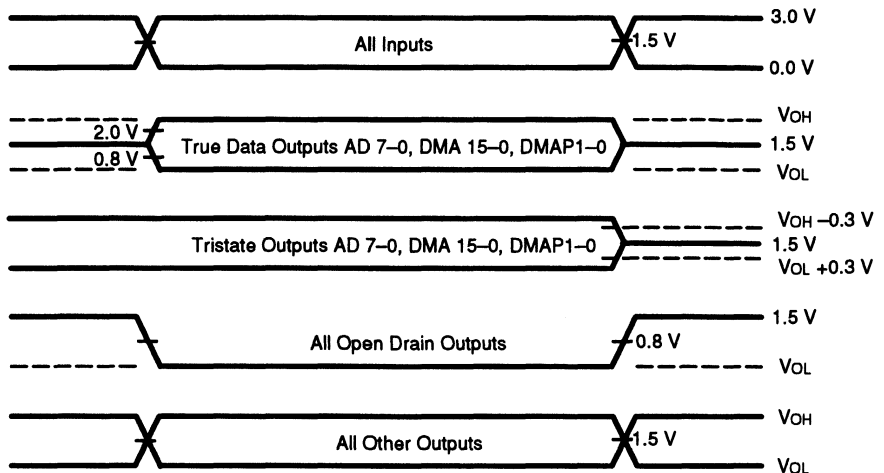 3.0 V
All Inputs
1.5 V
0.0 V
VOH
2.0 V
True Data Outputs AD 7–0, DMA 15–0, DMAP1–0
1.5 V
0.8 V
VOL
VOH –0.3 V
Tristate Outputs AD 7–0, DMA 15–0, DMAP1–0
1.5 V
VOL +0.3 V
1.5 V
All Open Drain Outputs
0.8 V
VOL
VOH
All Other Outputs
1.5 V
VOL